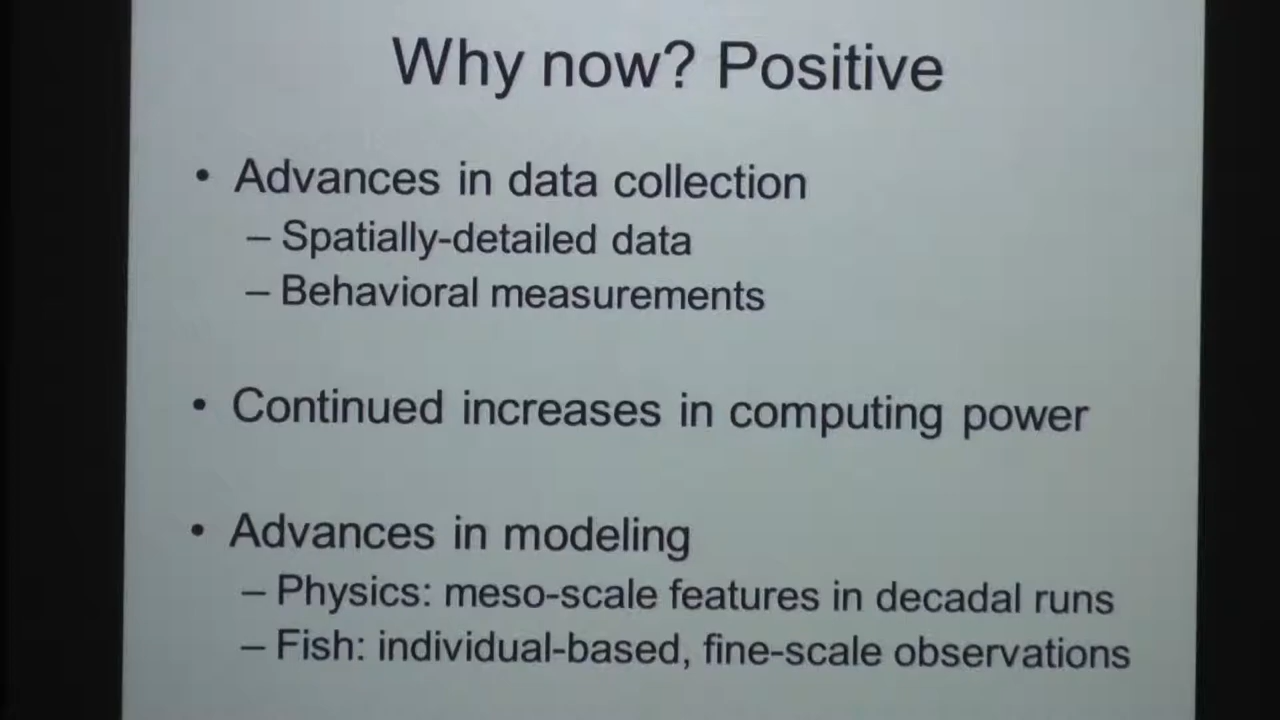 Why now? Positive
• Advances in data collection
– Spatially-detailed data
– Behavioral measurements
• Continued increases in computing power
• Advances in modeling
– Physics: meso-scale features in decadal runs
– Fish: individual-based, fine-scale observations